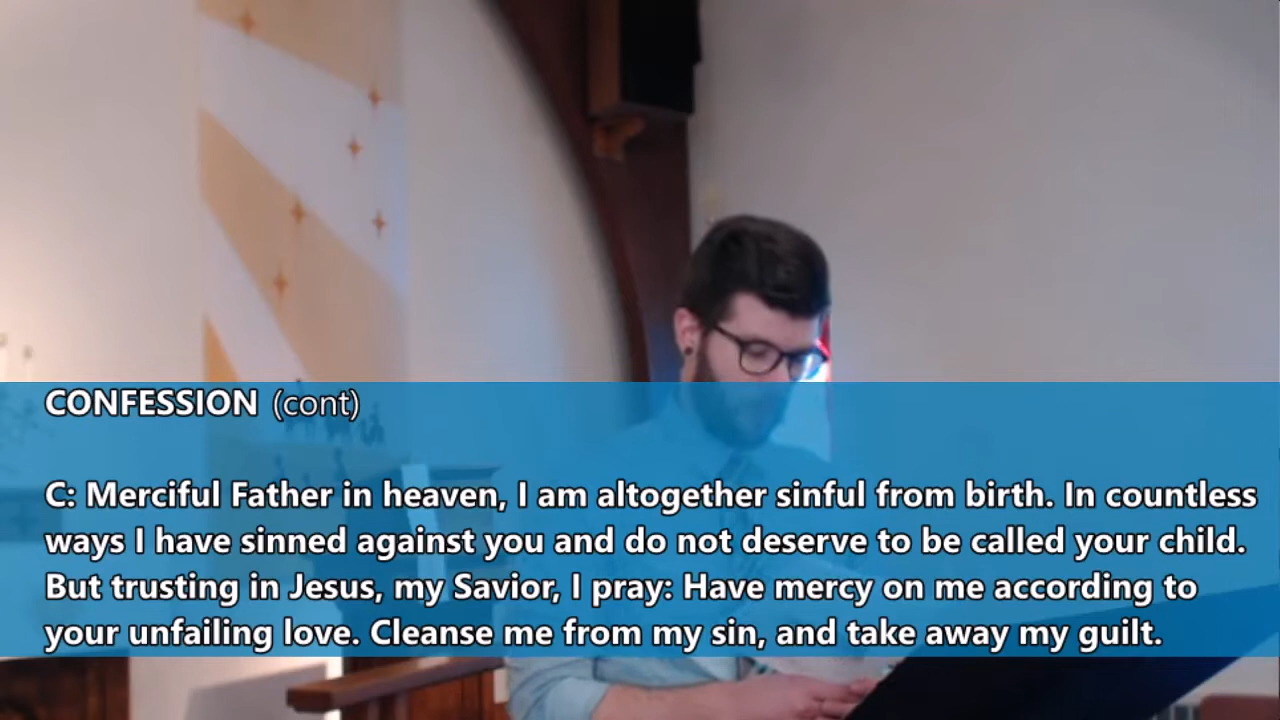 CONFESSION (cont)
C: Merciful Father in heaven, I am altogether sinful from birth. In countless
ways I have sinned against you and do not deserve to be called your child.
But trusting in Jesus, my Savior, I pray: Have mercy on me according to
your unfailing love. Cleanse me from my sin, and take away my guilt.